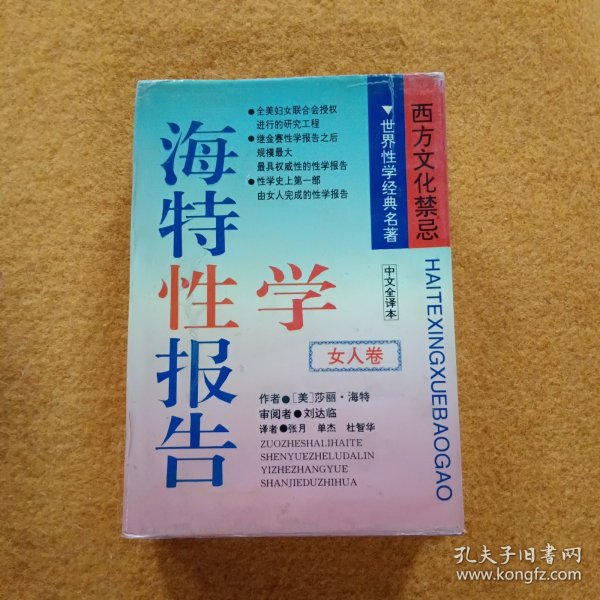 海特性学报告
●全美妇女联合会授权
进行的研究工程
●继金赛性学报告之后
规模最大
最具权威性的性学报告
●性学史上第一部
由女人完成的性学报告
▼世界性学经典名著
西方文化禁忌
中文全译本
HAITEXINGXUEBAOGAO
女人卷
作者●[美]莎丽·海特
审阅者●刘达临
译者●张月 单杰 杜智华
ZUOZHESHALIHAITE
SHENYUEZHELUDALIN
YIZHEZHANGYUE
SHANJIEDUZHIHUA
孔夫子旧书网
www.kongfz.com